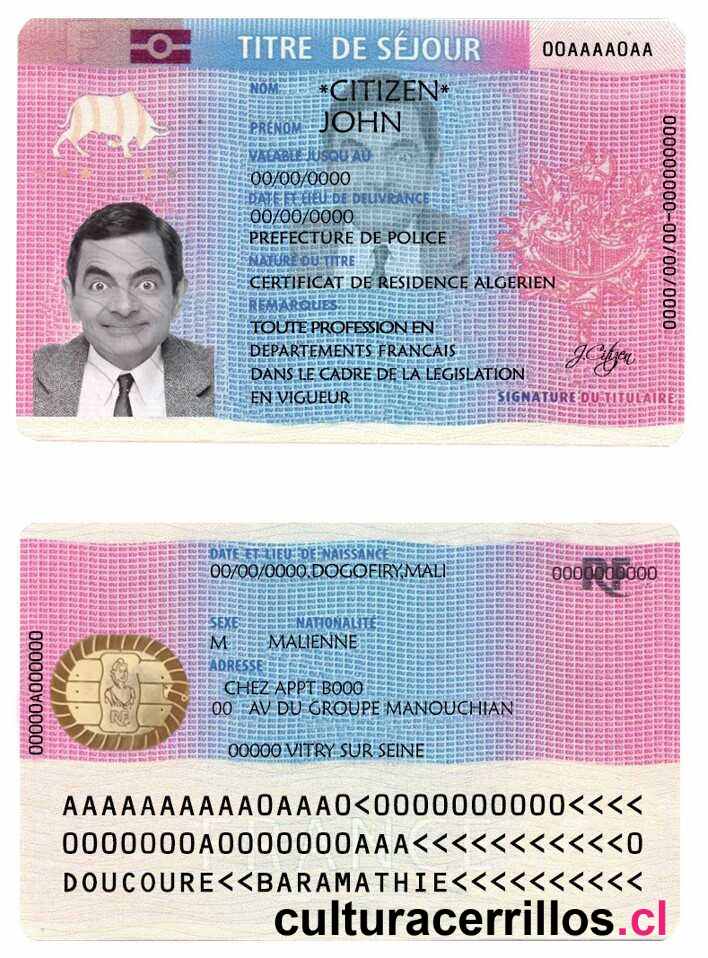 F
TITRE DE SÉJOUR
00AAAA0AA
NOM
*CITIZEN*
PRENOM
JOHN
VALABLE JUSQU'AU
00/00/0000
DATE ET LIEU DE DELIVRANCE
00/00/0000
PREFECTURE DE POLICE
NATURE DU TITRE
CERTIFICAT DE RESIDENCE ALGERIEN
REMARQUES
TOUTE PROFESSION EN
DEPARTEMENTS FRANCAIS
DANS LE CADRE DE LA LEGISLATION
EN VIGUEUR
J. Citizen
SIGNATURE DU TITULAIRE
0000/00/00-000000000
DATE ET LIEU DE NAISSANCE
00/00/0000,DOGOFIRY,MALI
0000000000
RF
SEXE NATIONALITÉ
M MALIENNE
ADRESSE
CHEZ APPT B000
00 AV DU GROUPE MANOUCHIAN
00000 VITRY SUR SEINE
00000A000000
RF
FRANCE
AAAAAAAAAA0AAA0<0000000000<<<<
0000000A0000000AAA<<<<<<<<<<<0
DOUCOURE<<BARAMATHIE<<<<<<<<<<
culturacerrillos.cl